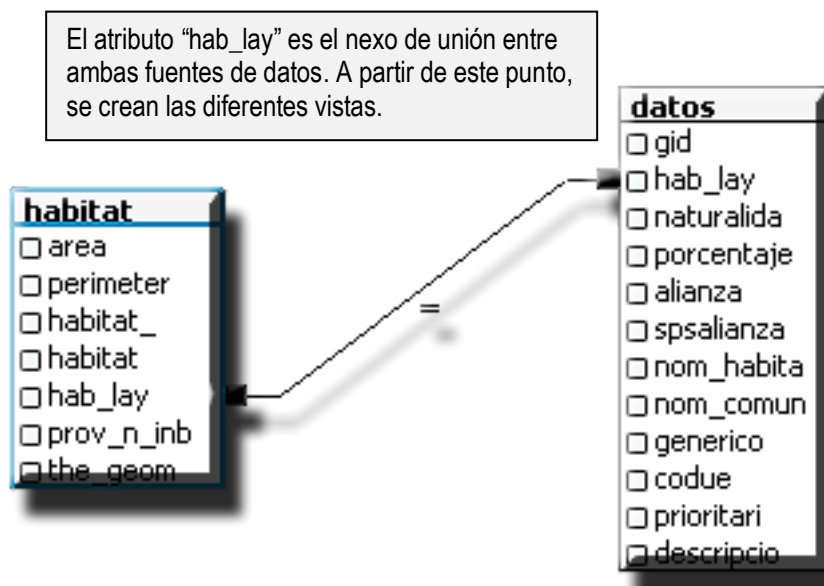 El atributo “hab_lay” es el nexo de unión entre
ambas fuentes de datos. A partir de este punto,
se crean las diferentes vistas.
habitat
area
perimeter
habitat_
habitat
hab_lay
prov_n_inb
the_geom
=
datos
gid
hab_lay
naturalida
porcentaje
alianza
spsalianza
nom_habita
nom_comun
generico
codue
prioritari
descripcio